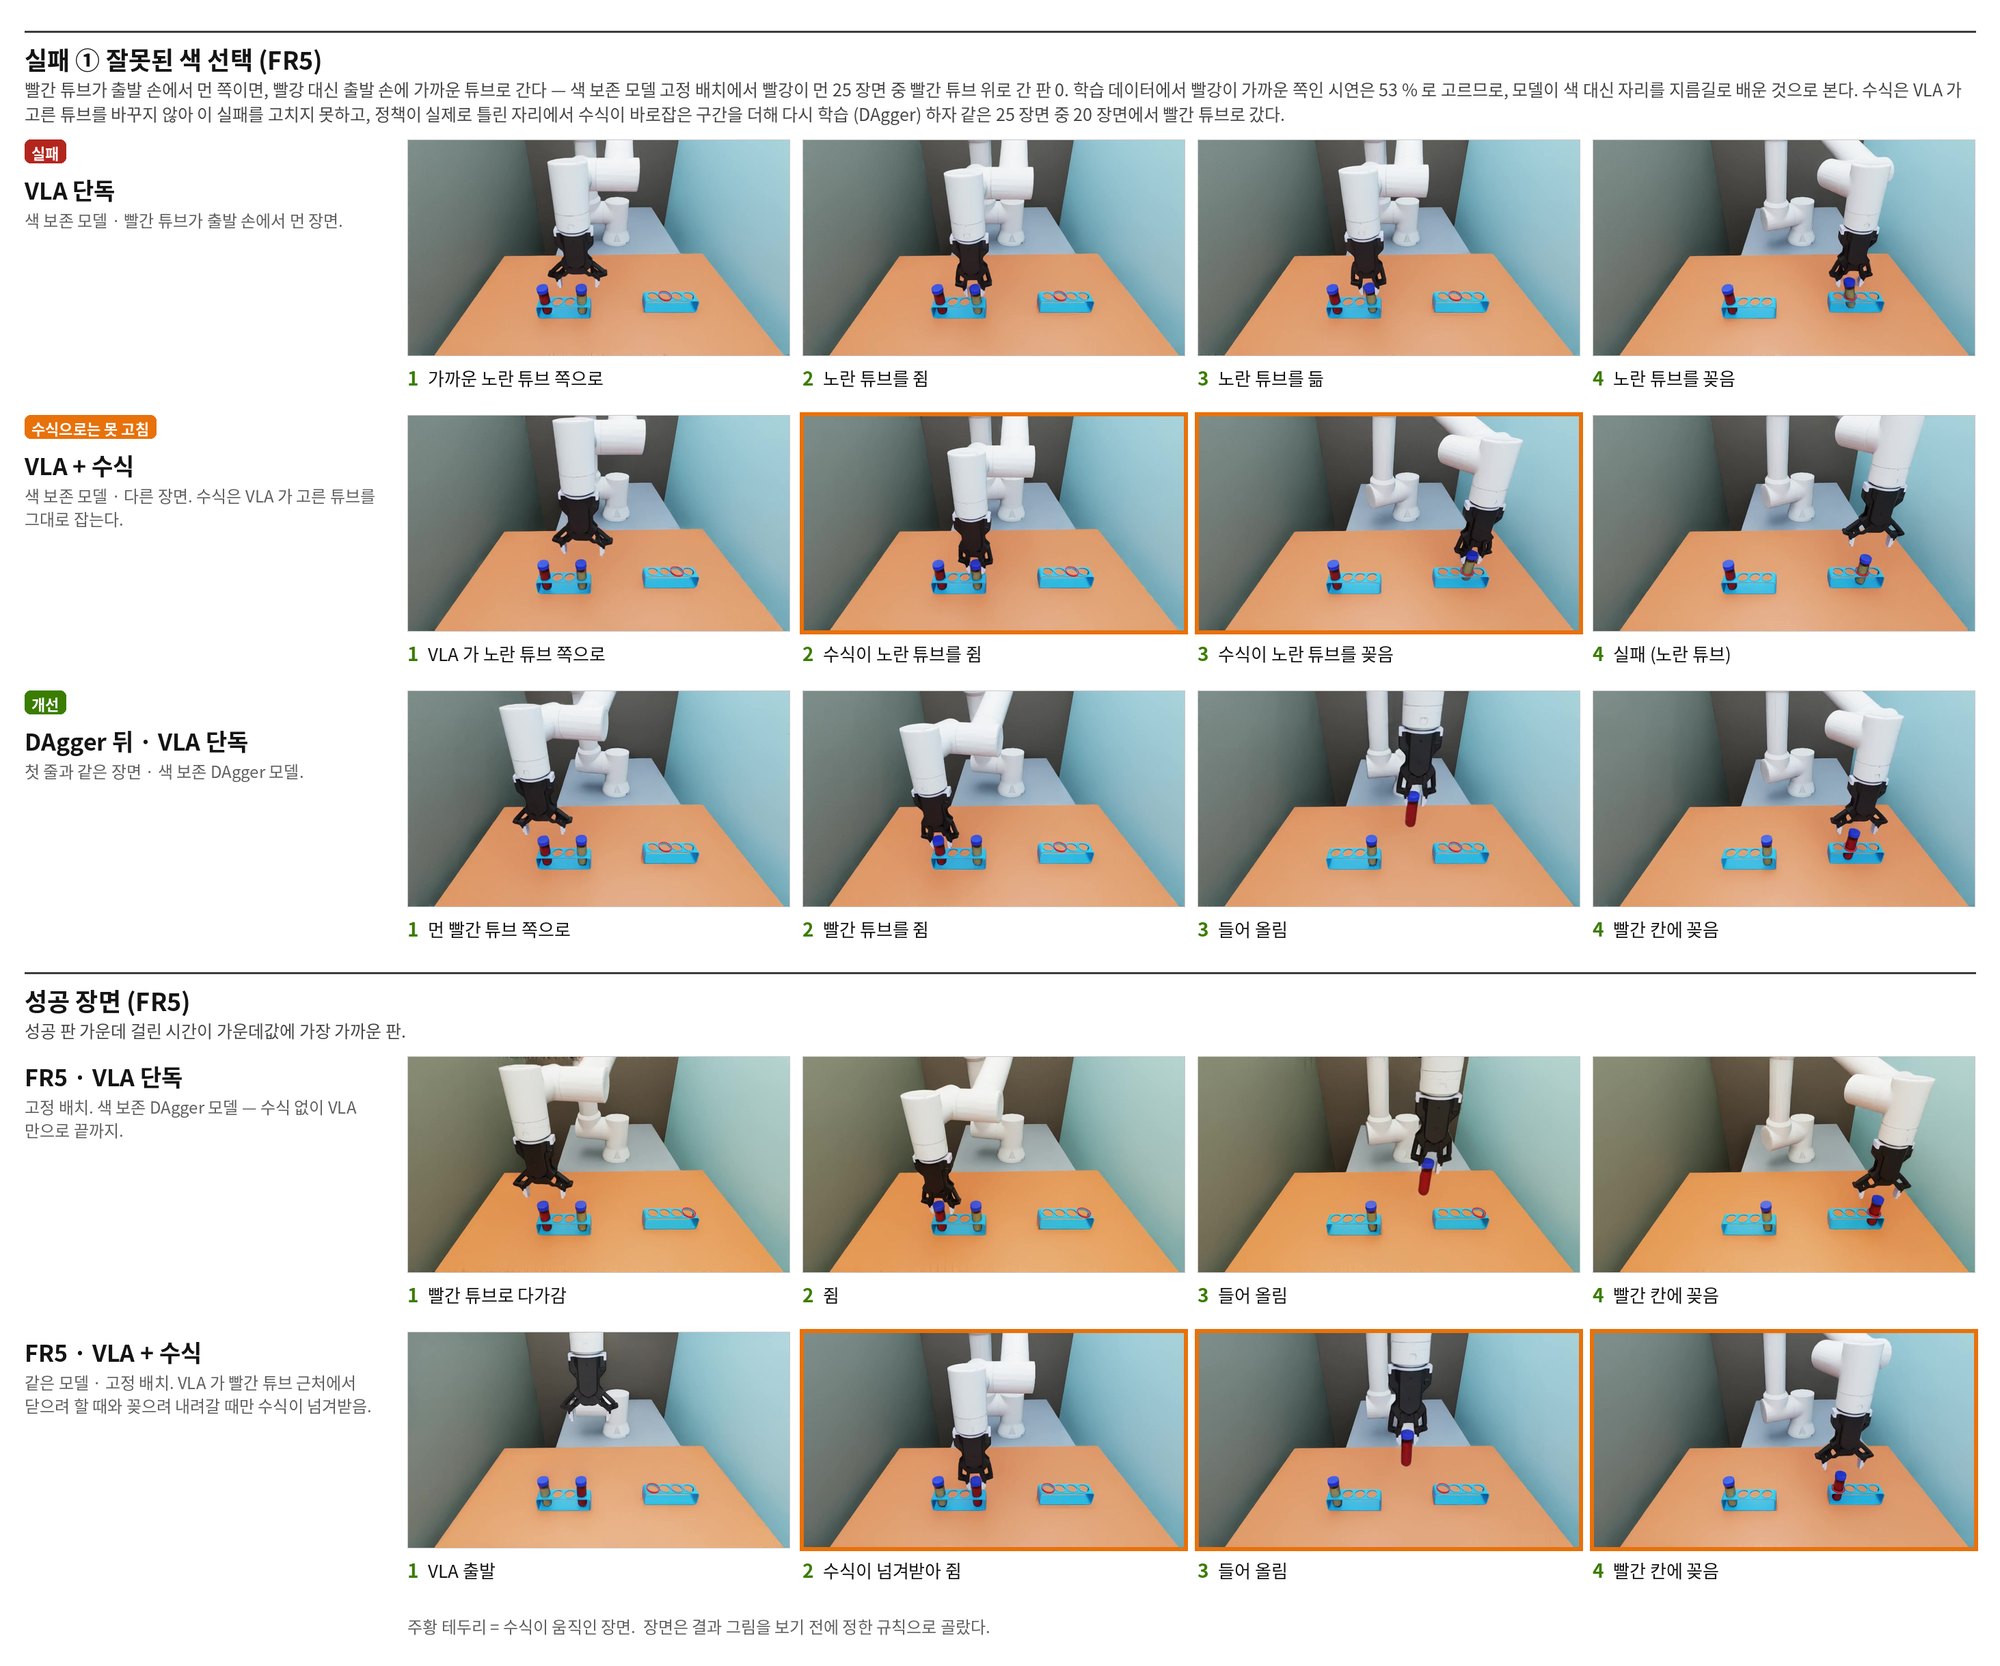 실패 ① 잘못된 색 선택 (FR5)
빨간 튜브가 출발 손에서 먼 쪽이면, 빨강 대신 출발 손에 가까운 튜브로 간다 — 색 보존 모델 고정 배치에서 빨강이 먼 25 장면 중 빨간 튜브 위로 간 판 0. 학습 데이터에서 빨강이 가까운 쪽인 시연은 53 % 로 고르므로, 모델이 색 대신 자리를 지름길로 배운 것으로 본다. 수식은 VLA 가
고른 튜브를 바꾸지 않아 이 실패를 고치지 못하고, 정책이 실제로 틀린 자리에서 수식이 바로잡은 구간을 더해 다시 학습 (DAgger) 하자 같은 25 장면 중 20 장면에서 빨간 튜브로 갔다.
실패
VLA 단독
색 보존 모델 · 빨간 튜브가 출발 손에서 먼 장면.
1 가까운 노란 튜브 쪽으로
2 노란 튜브를 쥠
3 노란 튜브를 듦
4 노란 튜브를 꽂음
수식으로는 못 고침
VLA + 수식
색 보존 모델 · 다른 장면. 수식은 VLA 가 고른 튜브를
그대로 잡는다.
1 VLA 가 노란 튜브 쪽으로
2 수식이 노란 튜브를 쥠
3 수식이 노란 튜브를 꽂음
4 실패 (노란 튜브)
개선
DAgger 뒤 · VLA 단독
첫 줄과 같은 장면 · 색 보존 DAgger 모델.
1 먼 빨간 튜브 쪽으로
2 빨간 튜브를 쥠
3 들어 올림
4 빨간 칸에 꽂음
성공 장면 (FR5)
성공 판 가운데 걸린 시간이 가운데값에 가장 가까운 판.
FR5 · VLA 단독
고정 배치. 색 보존 DAgger 모델 — 수식 없이 VLA
만으로 끝까지.
1 빨간 튜브로 다가감
2 쥠
3 들어 올림
4 빨간 칸에 꽂음
FR5 · VLA + 수식
같은 모델 · 고정 배치. VLA 가 빨간 튜브 근처에서
닫으려 할 때와 꽂으려 내려갈 때만 수식이 넘겨받음.
1 VLA 출발
2 수식이 넘겨받아 쥠
3 들어 올림
4 빨간 칸에 꽂음
주황 테두리 = 수식이 움직인 장면. 장면은 결과 그림을 보기 전에 정한 규칙으로 골랐다.